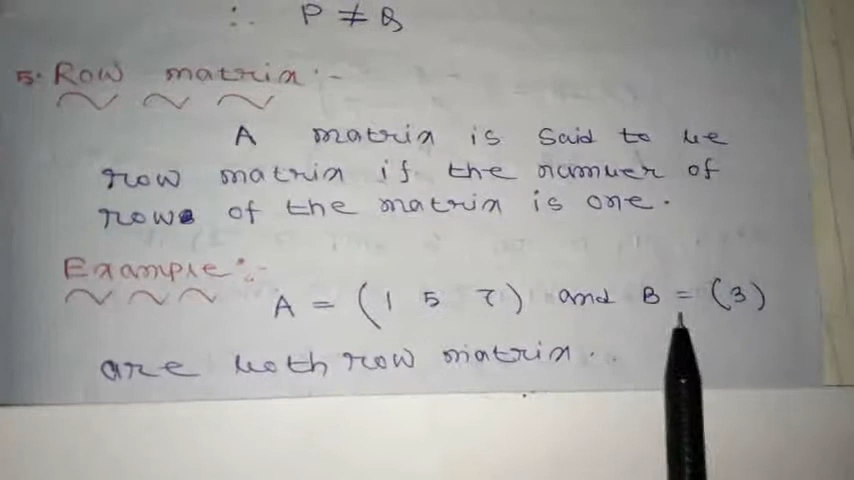 ∴ P ≠ B
5. Row matrix :-
A matrix is said to be
row matrix if the number of
rows of the matrix is one.
Example :-
A = (1 5 7) and B = (3)
are both row matrix.